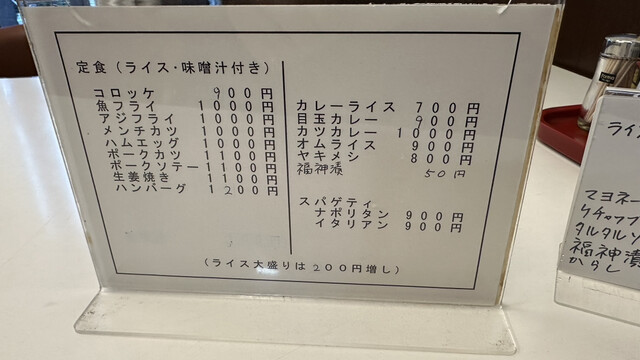 定食（ライス・味噌汁付き）
コロッケ 900円
魚フライ 1000円
アジフライ 1000円
メンチカツ 1000円
ハムエッグ 1000円
ポークカツ 1100円
ポークソテー 1100円
生姜焼き 1100円
ハンバーグ 1200円
カレーライス 700円
目玉カレー 900円
カツカレー 1000円
オムライス 900円
ヤキメシ 800円
福神漬 50円
スパゲティ
ナポリタン 900円
イタリアン 900円
（ライス大盛りは200円増し）
ライ
マヨネー
ケチャップ
タルタルソ
福神漬
からし